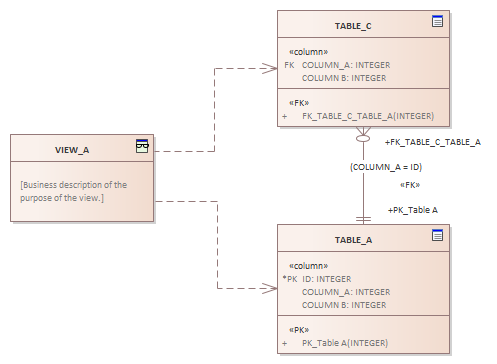 TABLE_C
«column»
FK COLUMN_A: INTEGER
COLUMN B: INTEGER
«FK»
+ FK_TABLE_C_TABLE_A(INTEGER)
VIEW_A
[Business description of the
purpose of the view.]
+FK_TABLE_C_TABLE_A
(COLUMN_A = ID)
«FK»
+PK_Table A
TABLE_A
«column»
*PK ID: INTEGER
COLUMN_A: INTEGER
COLUMN B: INTEGER
«PK»
+ PK_Table A(INTEGER)